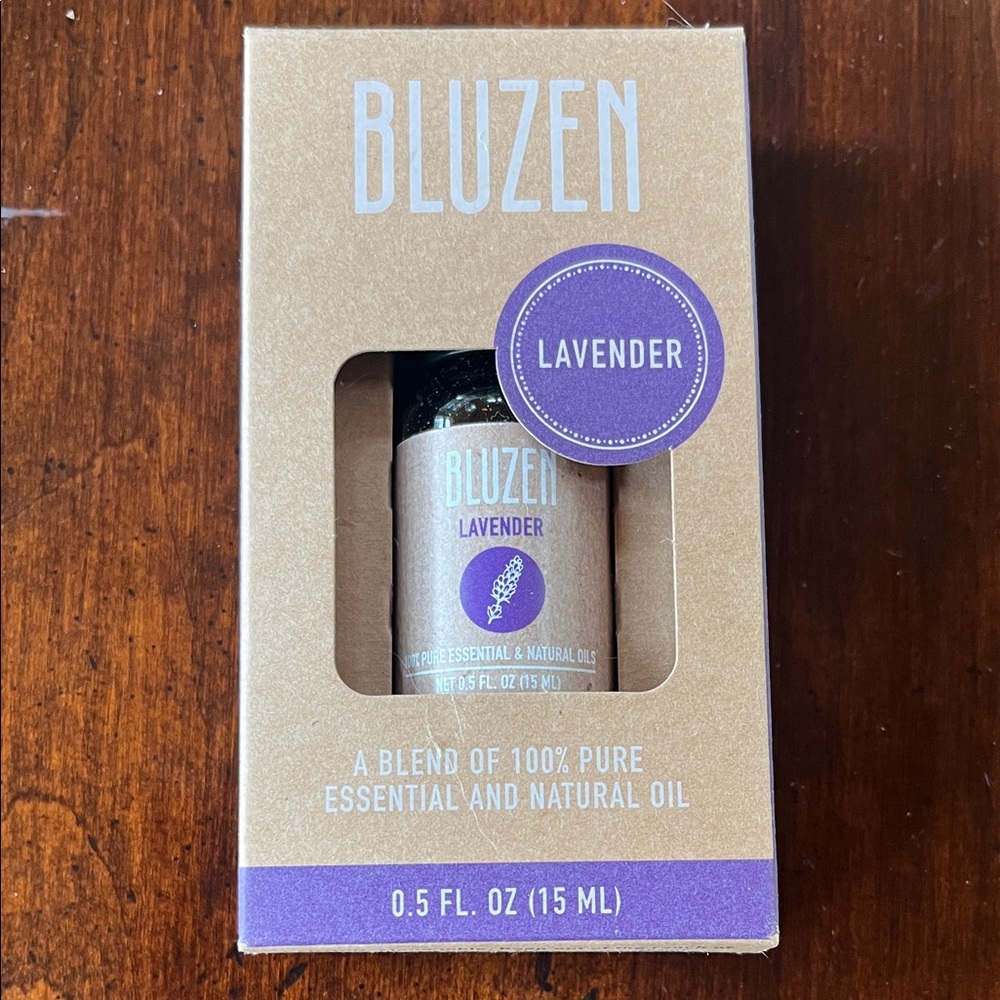 BLUZEN
LAVENDER
BLUZEN
LAVENDER
PURE ESSENTIAL & NATURAL OILS
NET 0.5 FL. OZ (15 ML)
A BLEND OF 100% PURE
ESSENTIAL AND NATURAL OIL
0.5 FL. OZ (15 ML)